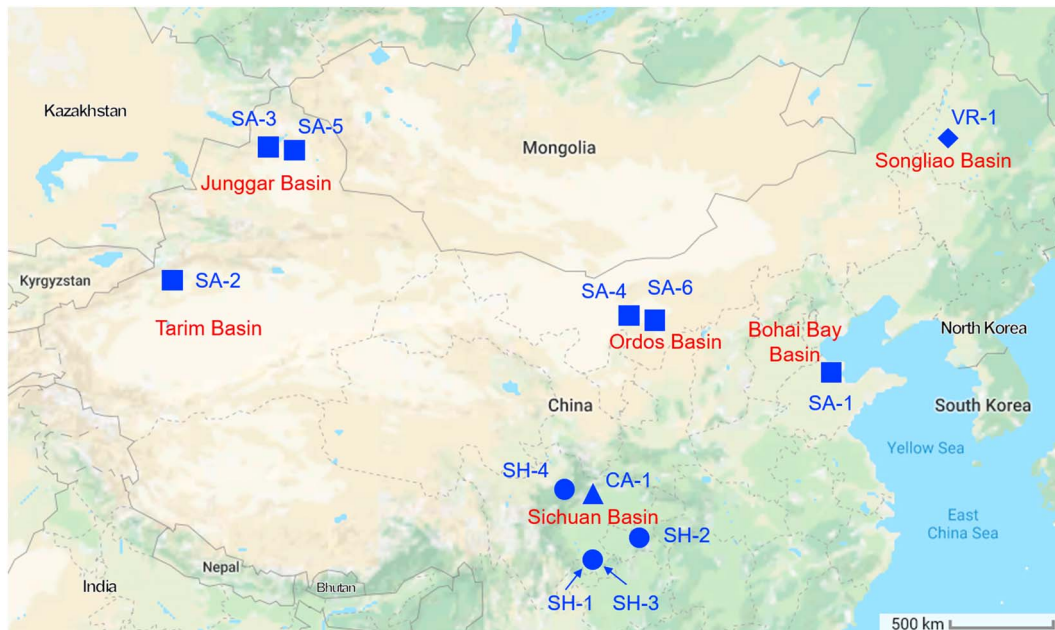 Kazakhstan
SA-3
SA-5
Junggar Basin
Mongolia
VR-1
Songliao Basin
Kyrgyzstan
SA-2
Tarim Basin
SA-4
SA-6
Ordos Basin
Bohai Bay
Basin
SA-1
North Korea
South Korea
China
Yellow Sea
East
China Sea
SH-4
CA-1
Sichuan Basin
SH-2
SH-1
SH-3
Nepal
Bhutan
India
500 km